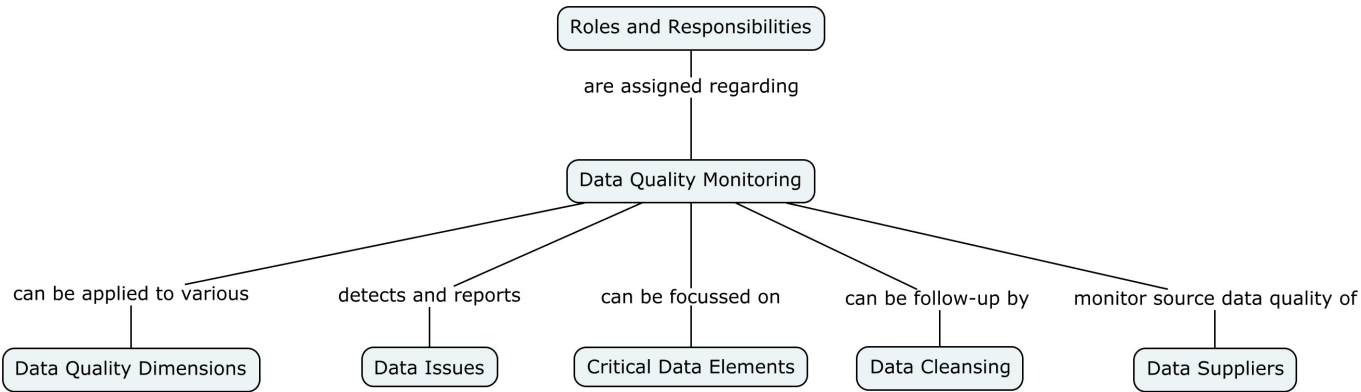 Roles and Responsibilities
are assigned regarding
Data Quality Monitoring
can be applied to various
detects and reports
can be focussed on
can be follow-up by
monitor source data quality of
Data Quality Dimensions
Data Issues
Critical Data Elements
Data Cleansing
Data Suppliers